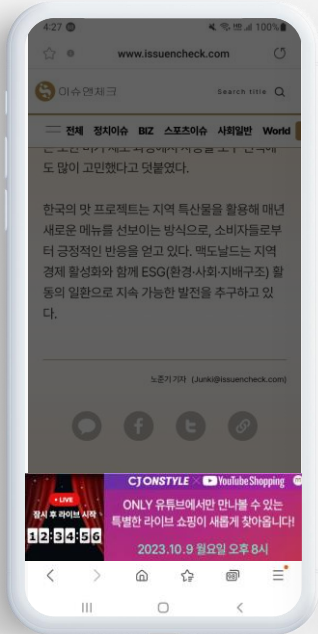 4:27
100%
www.issuencheck.com
이슈앤체크
Search title
전체 정치이슈 BIZ 스포츠이슈 사회일반 World
도 많이 고민했다고 덧붙였다.
한국의 맛 프로젝트는 지역 특산물을 활용해 매년
새로운 메뉴를 선보이는 방식으로, 소비자들로부
터 긍정적인 반응을 얻고 있다. 맥도날드는 지역
경제 활성화와 함께 ESG(환경·사회·지배구조) 활
동의 일환으로 지속 가능한 발전을 추구하고 있
다.
노준기 기자 (Junki@issuencheck.com)
CJ ONSTYLE × YouTube Shopping
• LIVE
잠시 후 라이브 시작
12:34:56
ONLY 유튜브에서만 만나볼 수 있는
특별한 라이브 쇼핑이 새롭게 찾아옵니다!
2023.10.9 월요일 오후 8시